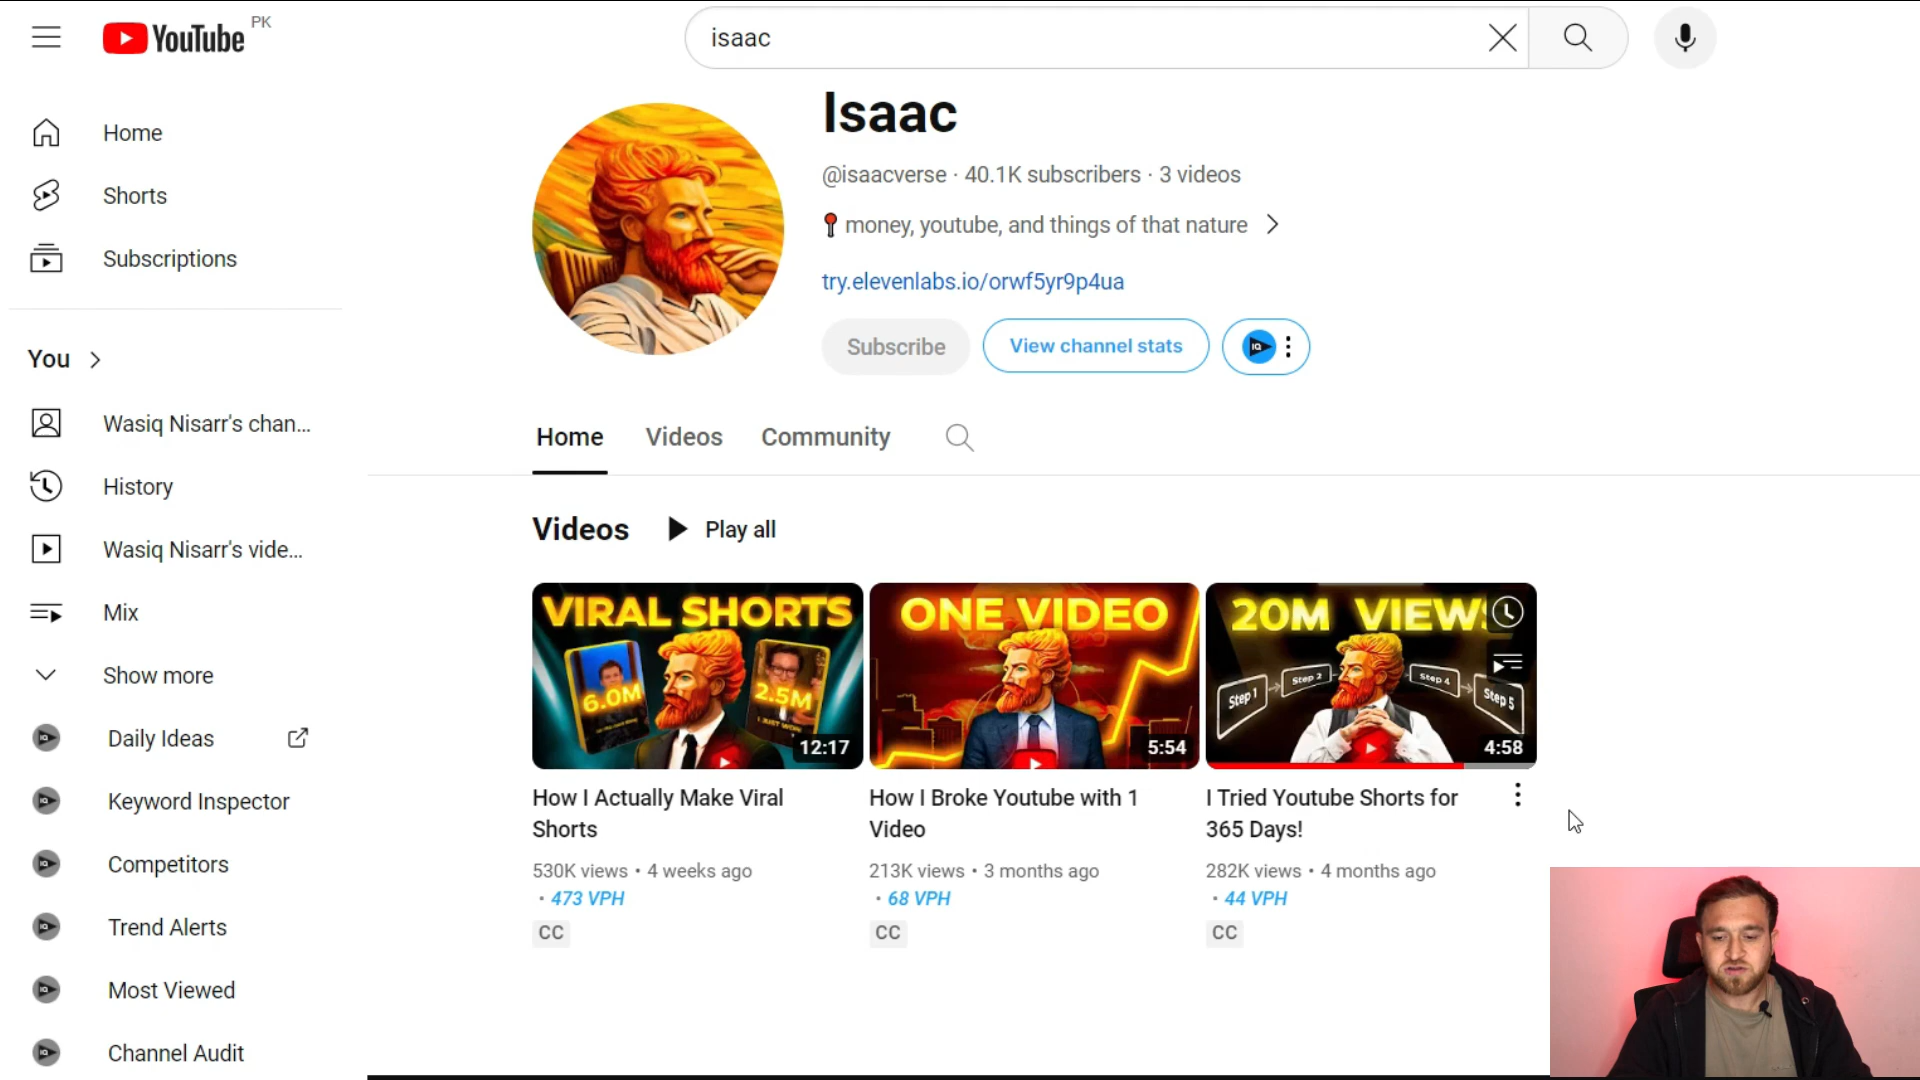 YouTube PK
isaac
Home
Shorts
Subscriptions
You
Wasiq Nisarr's chan...
History
Wasiq Nisarr's vide...
Mix
Show more
Daily Ideas
Keyword Inspector
Competitors
Trend Alerts
Most Viewed
Channel Audit
Isaac
@isaacverse · 40.1K subscribers · 3 videos
money, youtube, and things of that nature
try.elevenlabs.io/orwf5yr9p4ua
Subscribe
View channel stats
IQ
Home Videos Community
Videos Play all
VIRAL SHORTS
6.0M
2.5M
12:17
How I Actually Make Viral
Shorts
530K views • 4 weeks ago
• 473 VPH
CC
ONE VIDEO
5:54
How I Broke Youtube with 1
Video
213K views • 3 months ago
• 68 VPH
CC
20M VIEWS
Step 1
Step 2
Step 4
Step 5
4:58
I Tried Youtube Shorts for
365 Days!
282K views • 4 months ago
• 44 VPH
CC